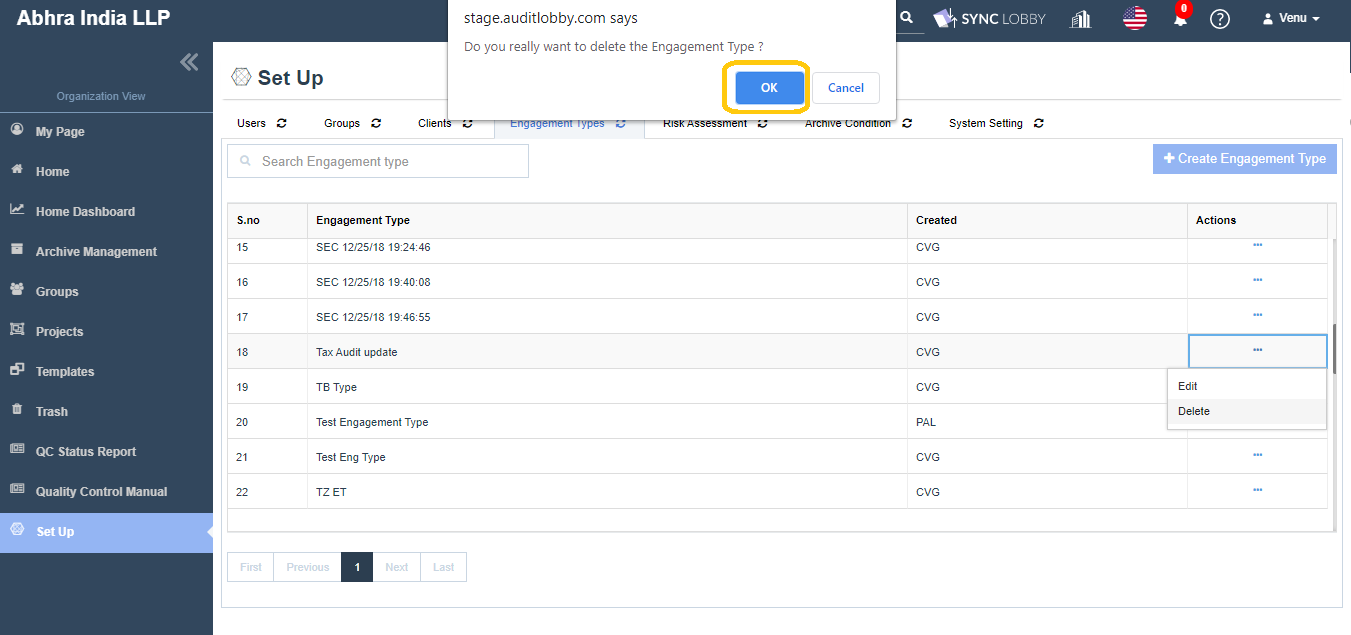 Abhra India LLP
stage.auditlobby.com says
Do you really want to delete the Engagement Type ?
OK
Cancel
SYNC LOBBY
0
Venu
Organization View
My Page
Home
Home Dashboard
Archive Management
Groups
Projects
Templates
Trash
QC Status Report
Quality Control Manual
Set Up
Set Up
Users
Groups
Clients
Engagement Types
Risk Assessment
Archive Condition
System Setting
Search Engagement type
Create Engagement Type
S.no Engagement Type Created Actions
15 SEC 12/25/18 19:24:46 CVG
16 SEC 12/25/18 19:40:08 CVG
17 SEC 12/25/18 19:46:55 CVG
18 Tax Audit update CVG
19 TB Type CVG
20 Test Engagement Type PAL
21 Test Eng Type CVG
22 TZ ET CVG
Edit
Delete
First Previous 1 Next Last